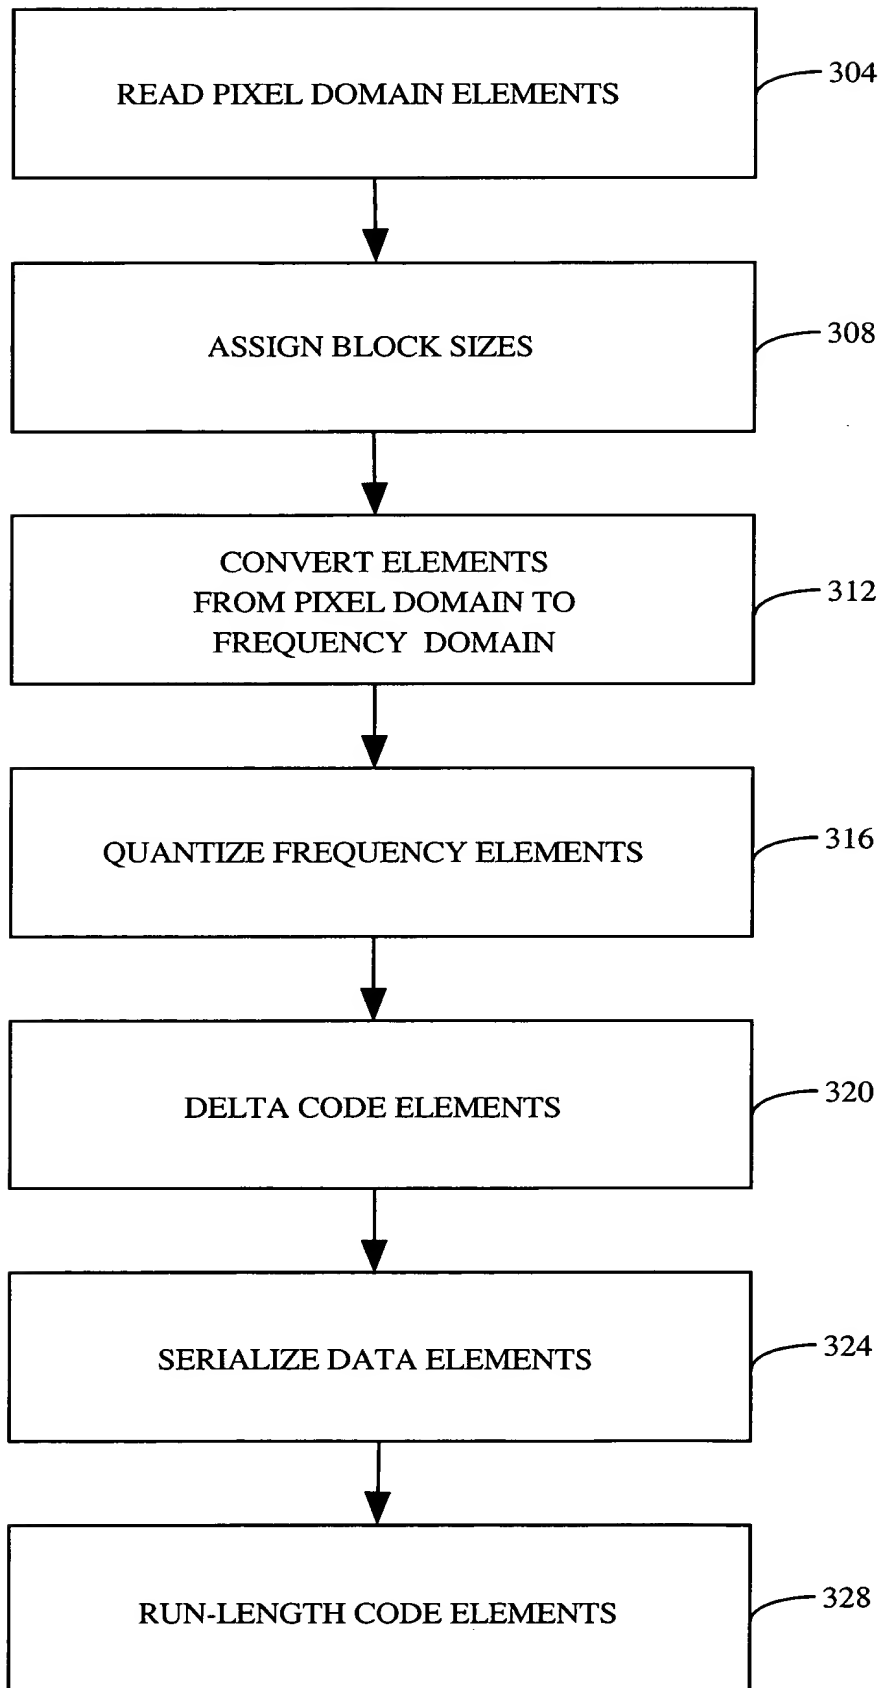 READ PIXEL DOMAIN ELEMENTS
304
ASSIGN BLOCK SIZES
308
CONVERT ELEMENTS
FROM PIXEL DOMAIN TO
FREQUENCY DOMAIN
312
QUANTIZE FREQUENCY ELEMENTS
316
DELTA CODE ELEMENTS
320
SERIALIZE DATA ELEMENTS
324
RUN-LENGTH CODE ELEMENTS
328